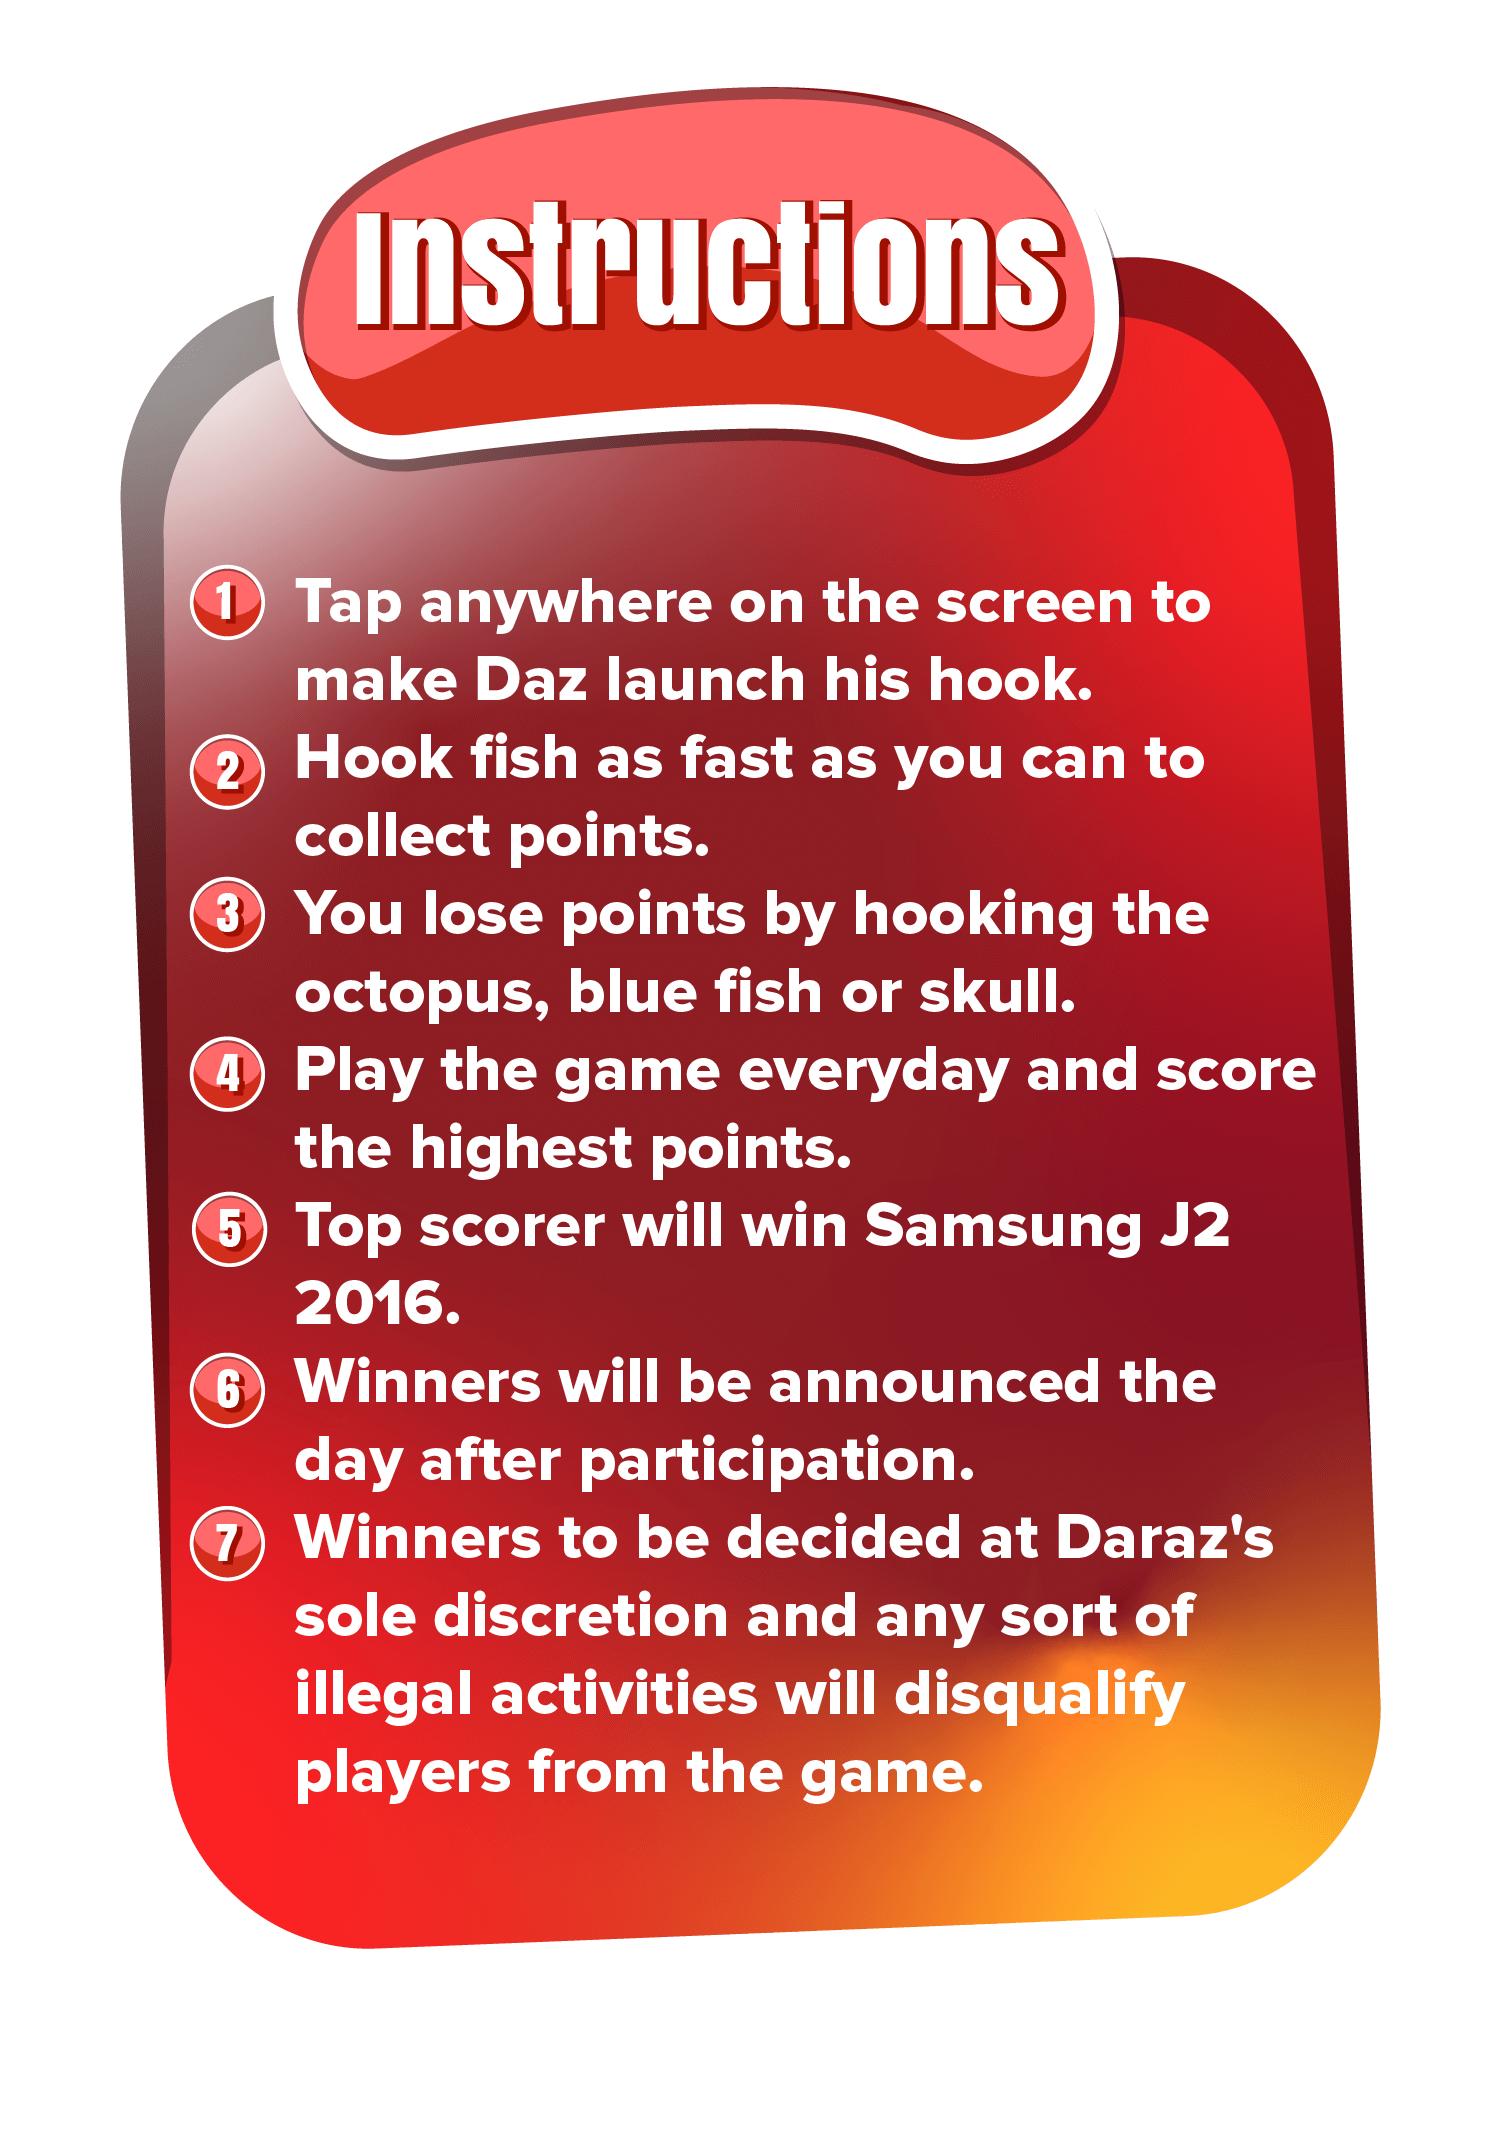 Instructions
1 Tap anywhere on the screen to
make Daz launch his hook.
2 Hook fish as fast as you can to
collect points.
3 You lose points by hooking the
octopus, blue fish or skull.
4 Play the game everyday and score
the highest points.
5 Top scorer will win Samsung J2
2016.
6 Winners will be announced the
day after participation.
7 Winners to be decided at Daraz's
sole discretion and any sort of
illegal activities will disqualify
players from the game.